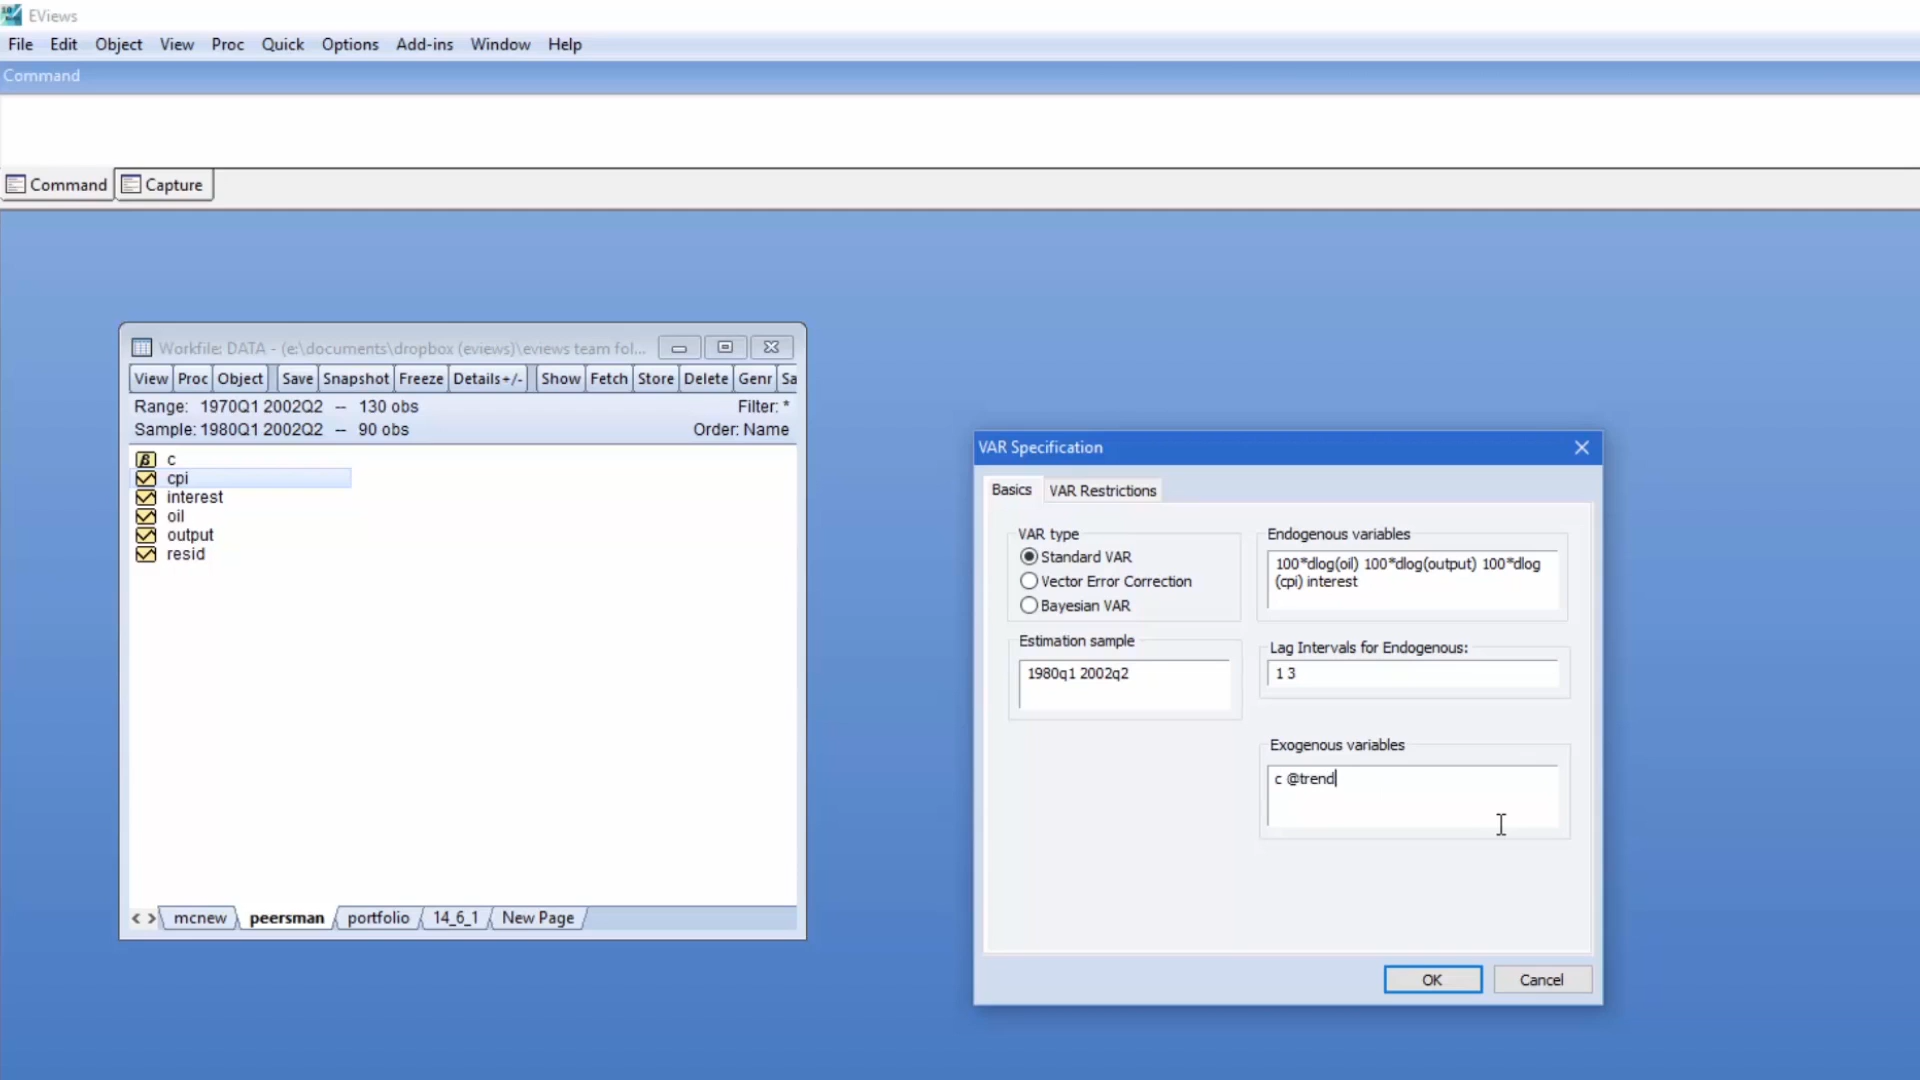 EViews
File Edit Object View Proc Quick Options Add-ins Window Help
Command
Command Capture
Workfile: DATA - (e:\documents\dropbox (eviews)\eviews team fol...
View Proc Object Save Snapshot Freeze Details+/- Show Fetch Store Delete Genr Sa
Range: 1970Q1 2002Q2 -- 130 obs Filter: *
Sample: 1980Q1 2002Q2 -- 90 obs Order: Name
c
cpi
interest
oil
output
resid
< > mcnew peersman portfolio 14_6_1 New Page
VAR Specification
Basics VAR Restrictions
VAR type
Standard VAR
Vector Error Correction
Bayesian VAR
Estimation sample
1980q1 2002q2
Endogenous variables
100*dlog(oil) 100*dlog(output) 100*dlog
(cpi) interest
Lag Intervals for Endogenous:
1 3
Exogenous variables
c @trend
OK Cancel